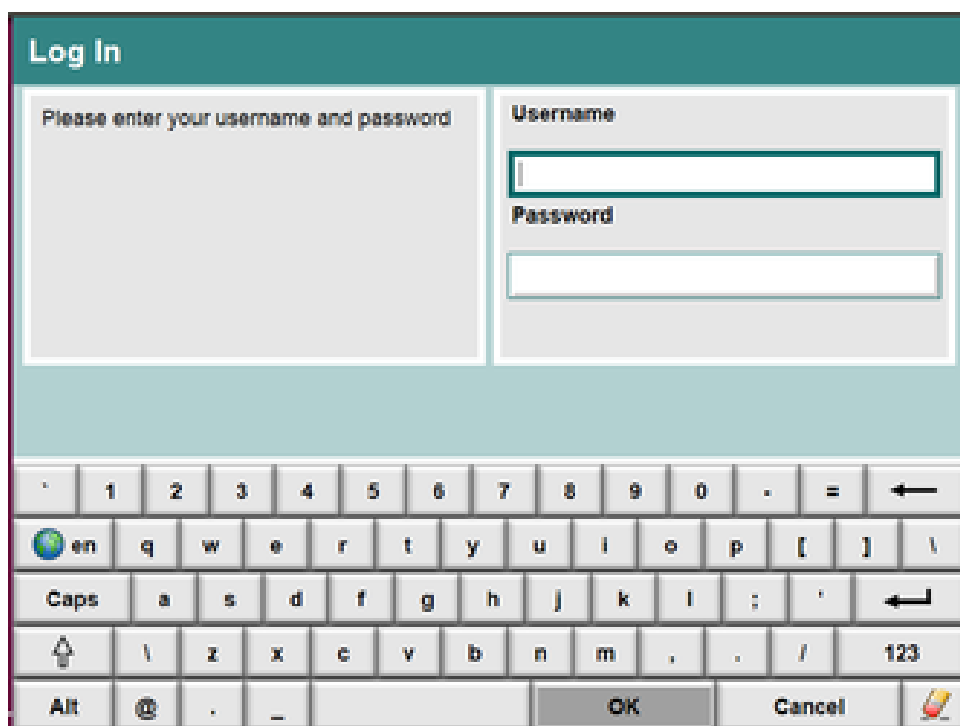 Log In
Please enter your username and password
Username
Password
` 1 2 3 4 5 6 7 8 9 0 - =
en q w e r t y u i o p [ ] \
Caps a s d f g h j k l ; '
\ z x c v b n m , . / 123
Alt @ . _ OK Cancel